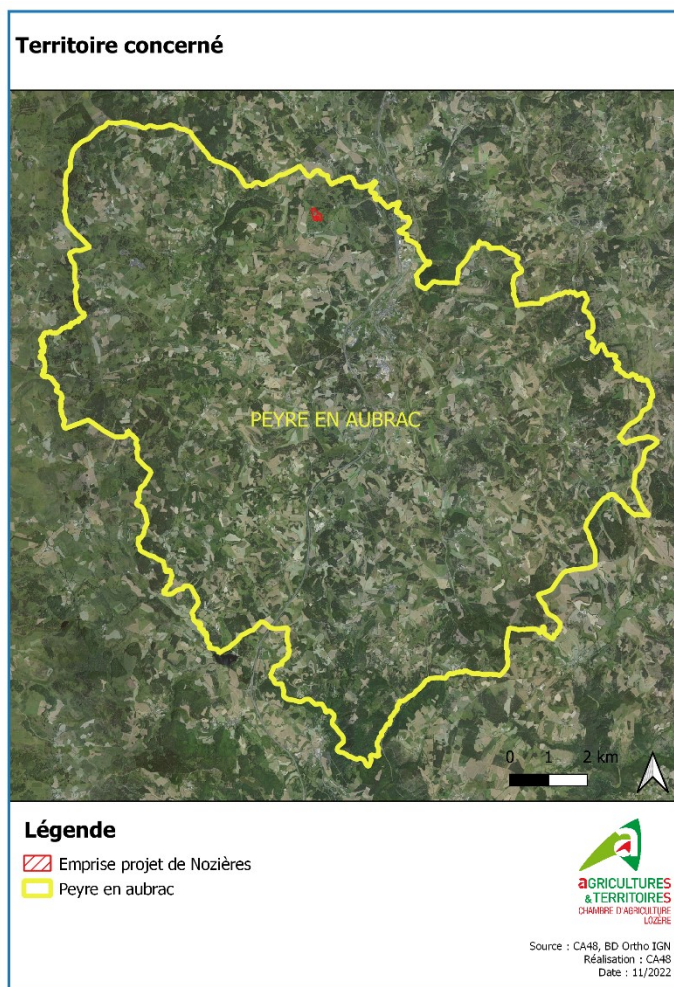 Territoire concerné
PEYRE EN AUBRAC
0 1 2 km
Légende
Emprise projet de Nozières
Peyre en aubrac
a
aGRICULTURES
& TERRITOIRES
CHAMBRE D'AGRICULTURE
LOZÈRE
Source : CA48, BD Ortho IGN
Réalisation : CA48
Date : 11/2022